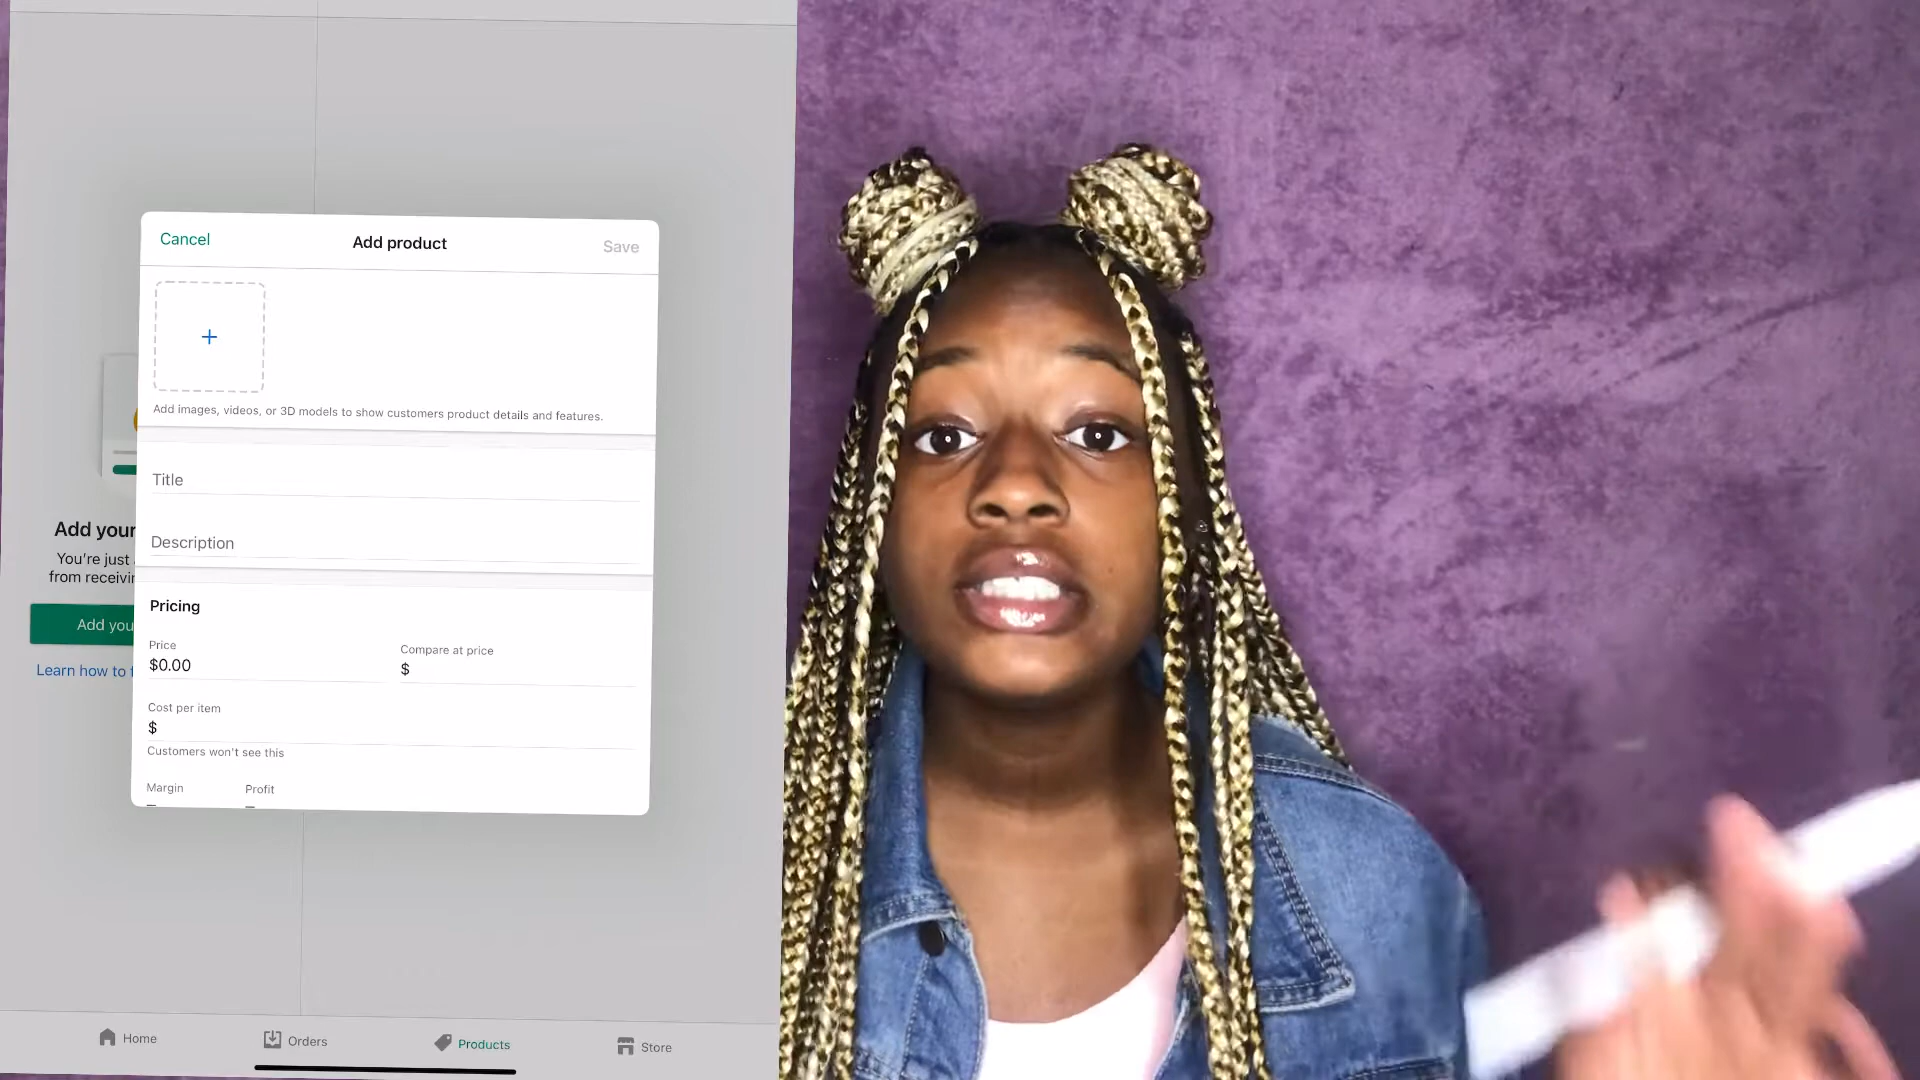 Cancel Add product Save
+
Add images, videos, or 3D models to show customers product details and features.
Title
Description
Add your
You're just
from receivin
Add you
Learn how to
Pricing
Price Compare at price
$0.00 $
Cost per item
$
Customers won't see this
Margin Profit
Home Orders Products Store